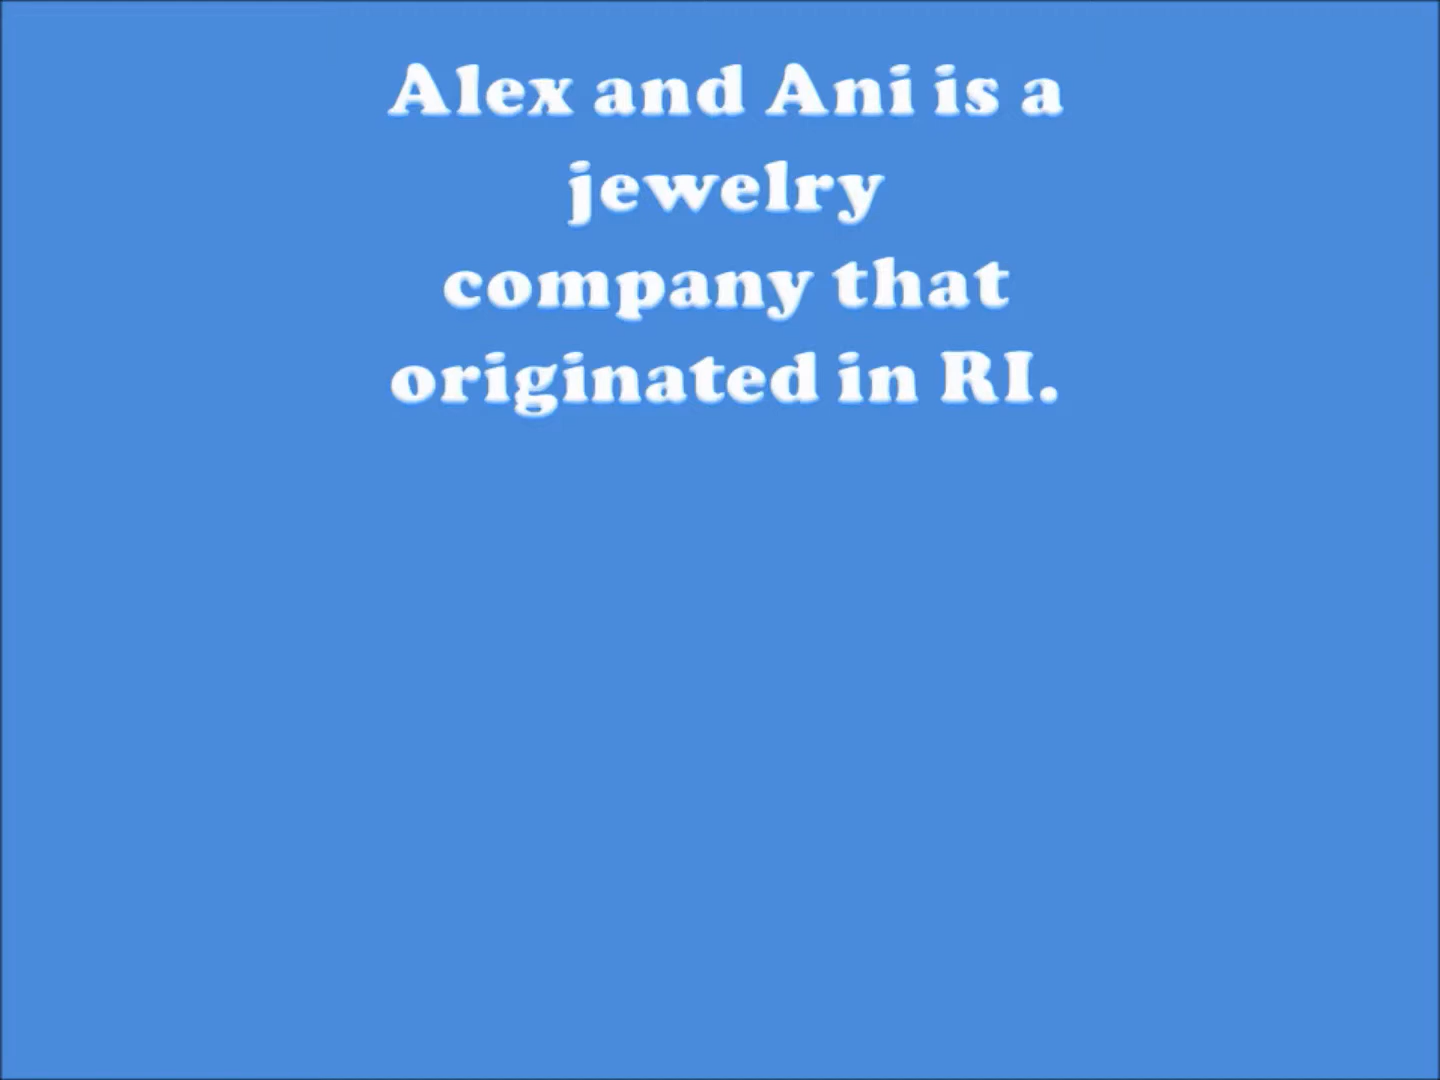 Alex and Ani is a
jewelry
company that
originated in RI.